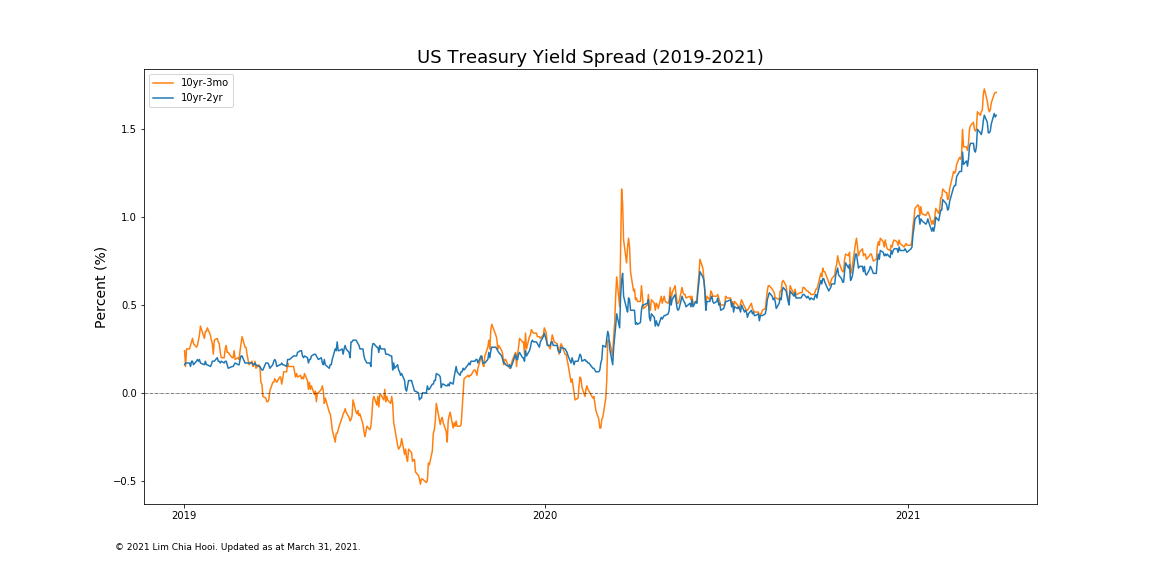 US Treasury Yield Spread (2019-2021)
10yr-3mo
10yr-2yr
Percent (%)
1.5
1.0
0.5
0.0
−0.5
2019
2020
2021
© 2021 Lim Chia Hooi. Updated as at March 31, 2021.